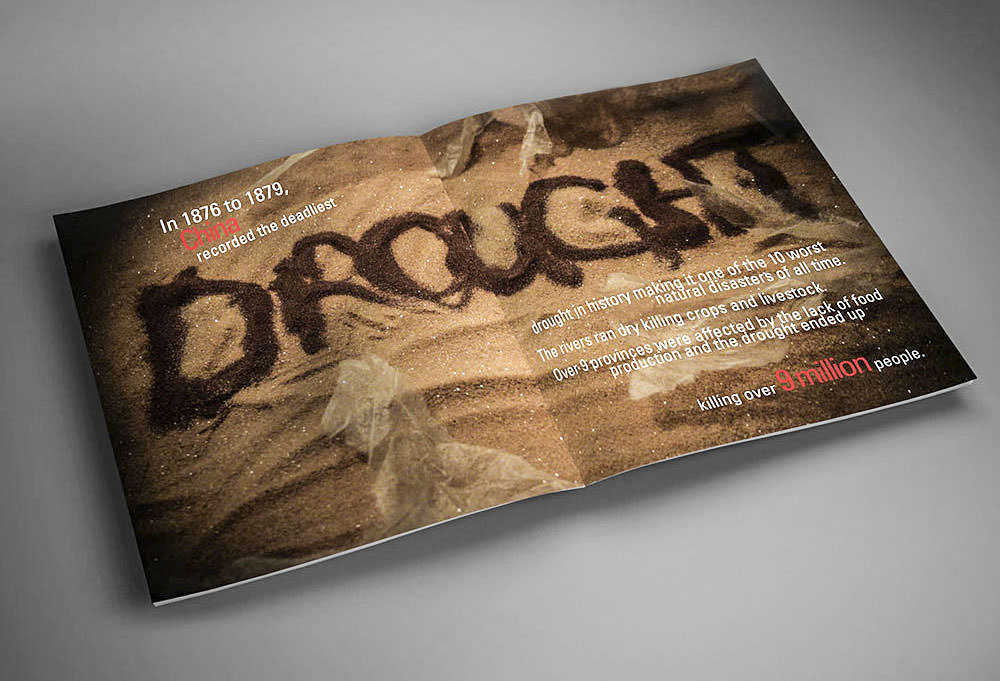 In 1876 to 1879,
China
recorded the deadliest
DROUGHT
drought in history making it one of the 10 worst
natural disasters of all time.
The rivers ran dry killing crops and livestock.
Over 9 provinces were affected by the lack of food
production and the drought ended up
killing over 9 million people.